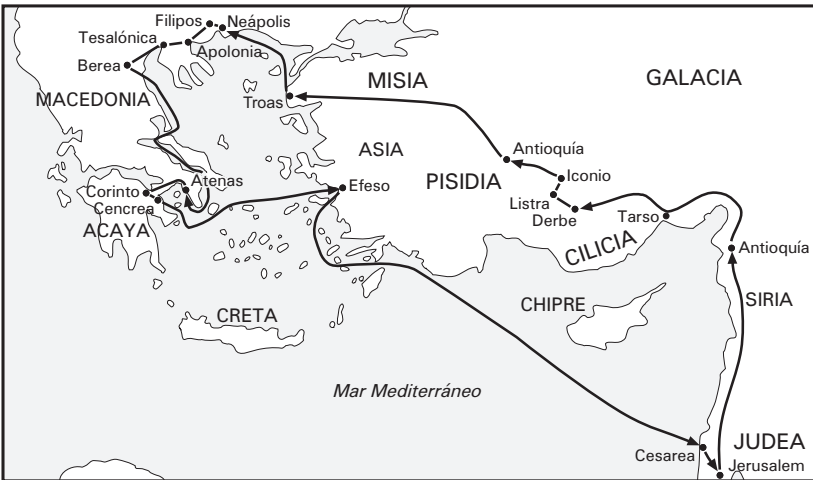 Filipos
Neápolis
Tesalónica
Apolonia
Berea
MISIA
GALACIA
MACEDONIA
Troas
ASIA
Antioquía
Iconio
PISIDIA
Atenas
Efeso
Corinto
Listra
Cencrea
Derbe
Tarso
ACAYA
CILICIA
Antioquía
CHIPRE
SIRIA
CRETA
Mar Mediterráneo
JUDEA
Cesarea
Jerusalem